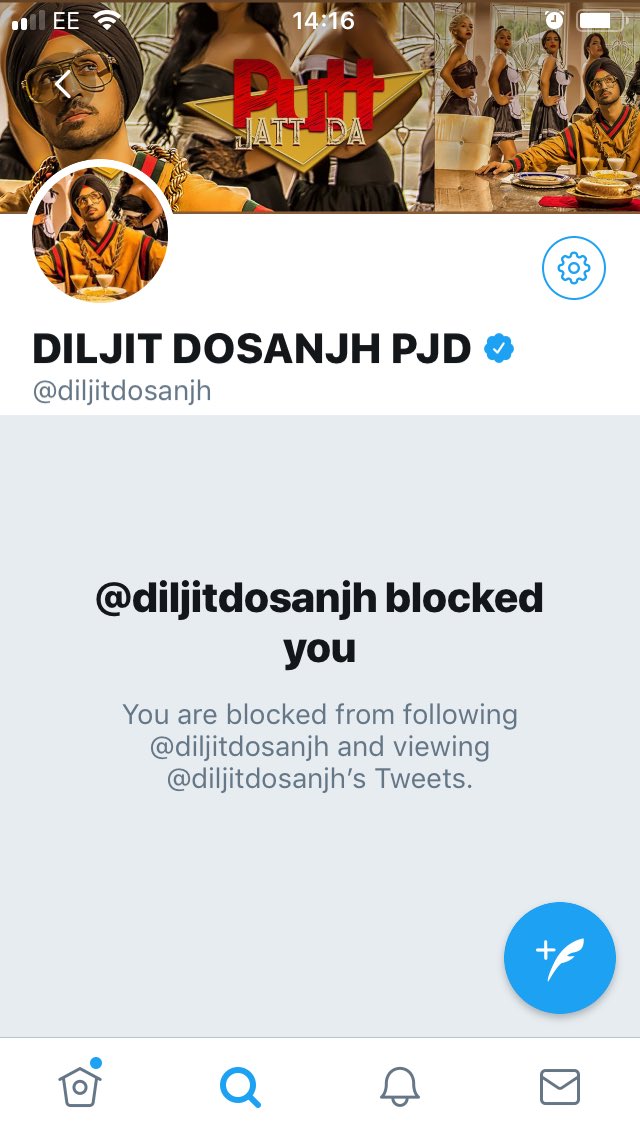 EE 14:16
Putt
JATT DA
DILJIT DOSANJH PJD
@diljitdosanjh
@diljitdosanjh blocked
you
You are blocked from following
@diljitdosanjh and viewing
@diljitdosanjh’s Tweets.